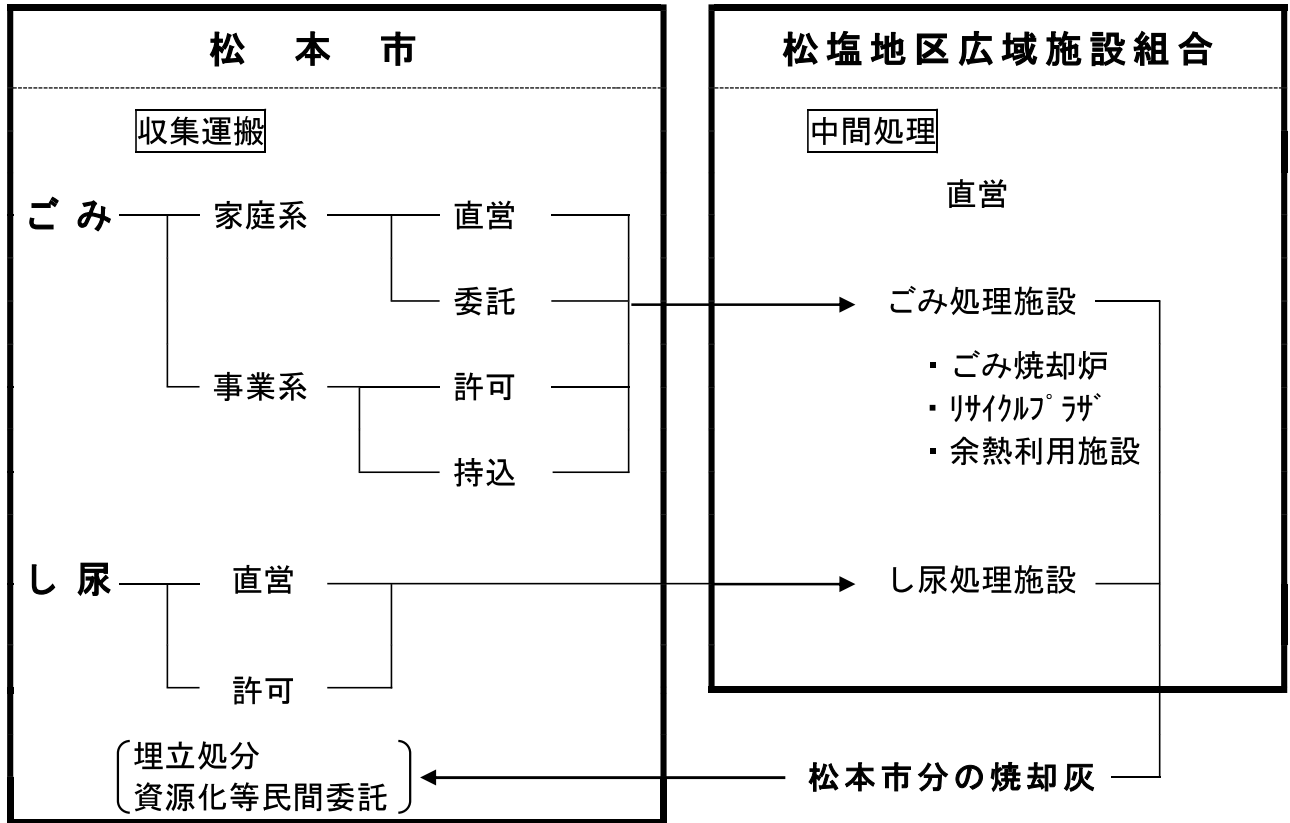 松本市
収集運搬
ごみ
家庭系
直営
委託
事業系
許可
持込
し尿
直営
許可
埋立処分
資源化等民間委託
松塩地区広域施設組合
中間処理
直営
ごみ処理施設
・ごみ焼却炉
・ﾘｻｲｸﾙﾌﾟﾗｻﾞ
・余熱利用施設
し尿処理施設
松本市分の焼却灰